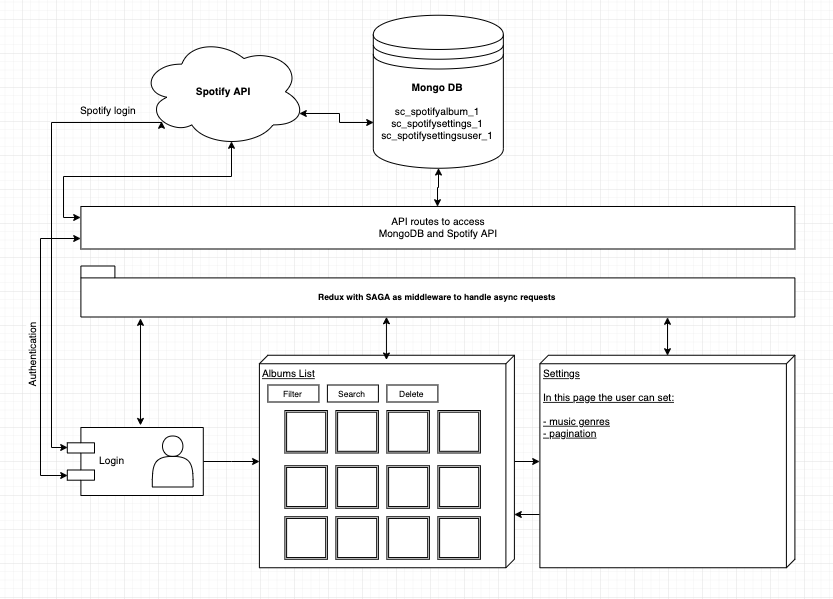 Mongo DB
sc_spotifyalbum_1
sc_spotifysettings_1
sc_spotifysettingsuser_1
Spotify API
Spotify login
API routes to access
MongoDB and Spotify API
Redux with SAGA as middleware to handle async requests
Authentication
Login
Albums List
Filter
Search
Delete
Settings
In this page the user can set:
- music genres
- pagination